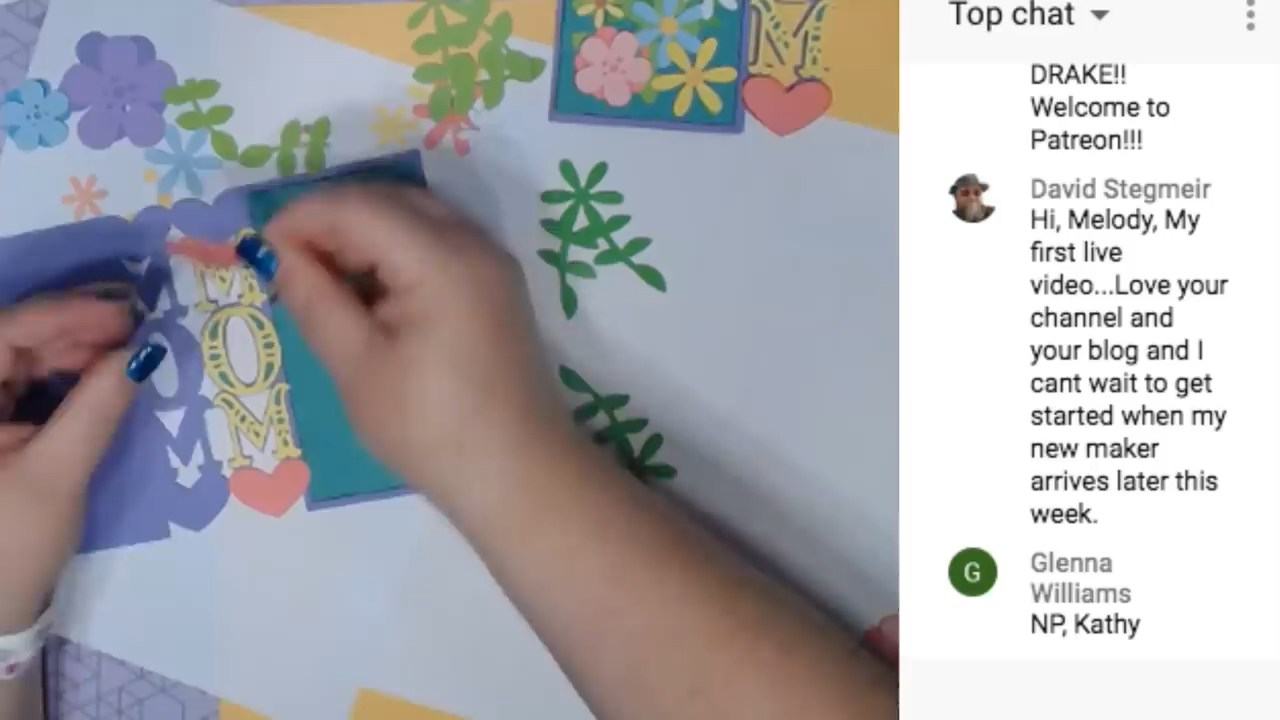 Top chat
DRAKE!!
Welcome to
Patreon!!!
David Stegmeir
Hi, Melody, My
first live
video...Love your
channel and
your blog and I
cant wait to get
started when my
new maker
arrives later this
week.
G
Glenna
Williams
NP, Kathy
M
M
O
M